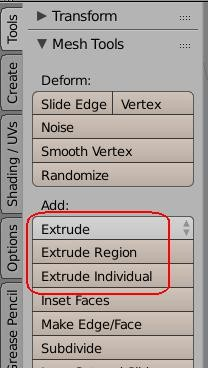 Tools
Create
Shading / UVs
Options
Grease Pencil
Transform
Mesh Tools
Deform:
Slide Edge Vertex
Noise
Smooth Vertex
Randomize
Add:
Extrude
Extrude Region
Extrude Individual
Inset Faces
Make Edge/Face
Subdivide